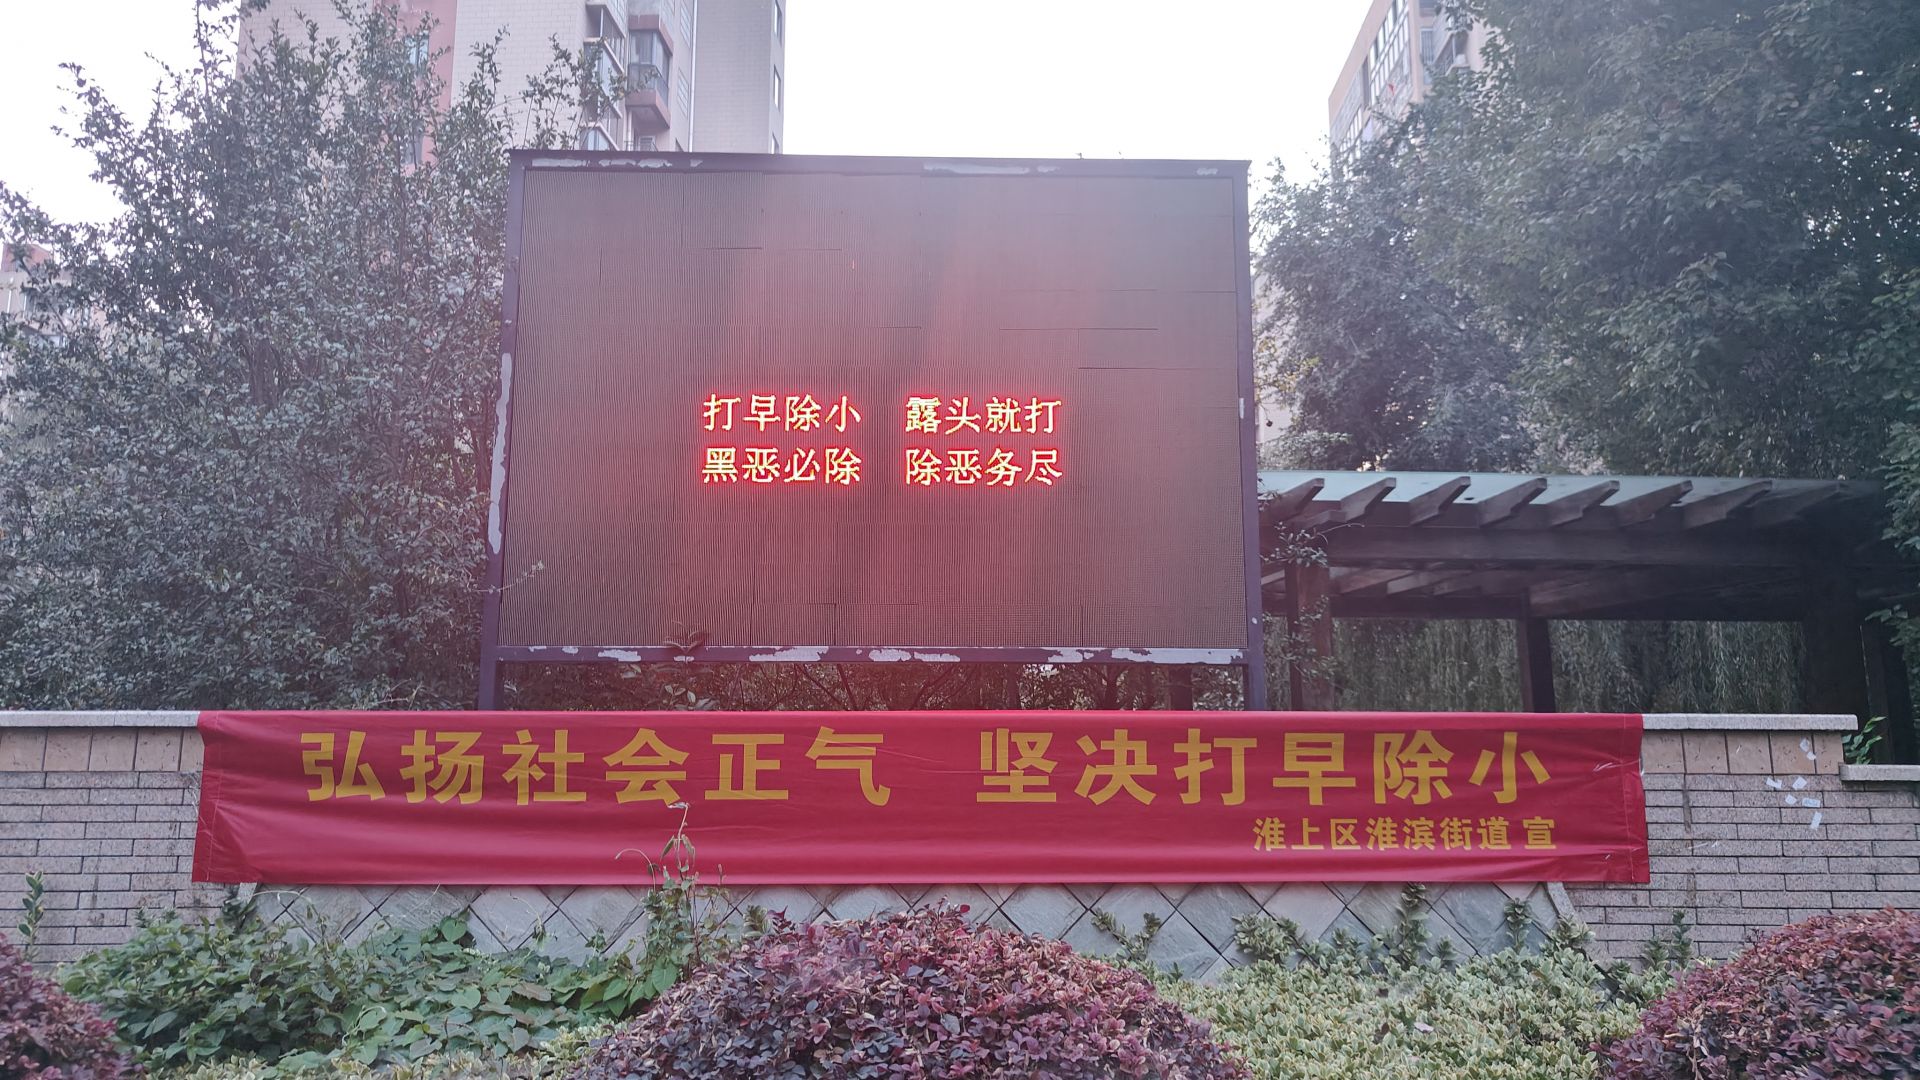 打早除小 露头就打
黑恶必除 除恶务尽
弘扬社会正气 坚决打早除小
淮上区淮滨街道 宣